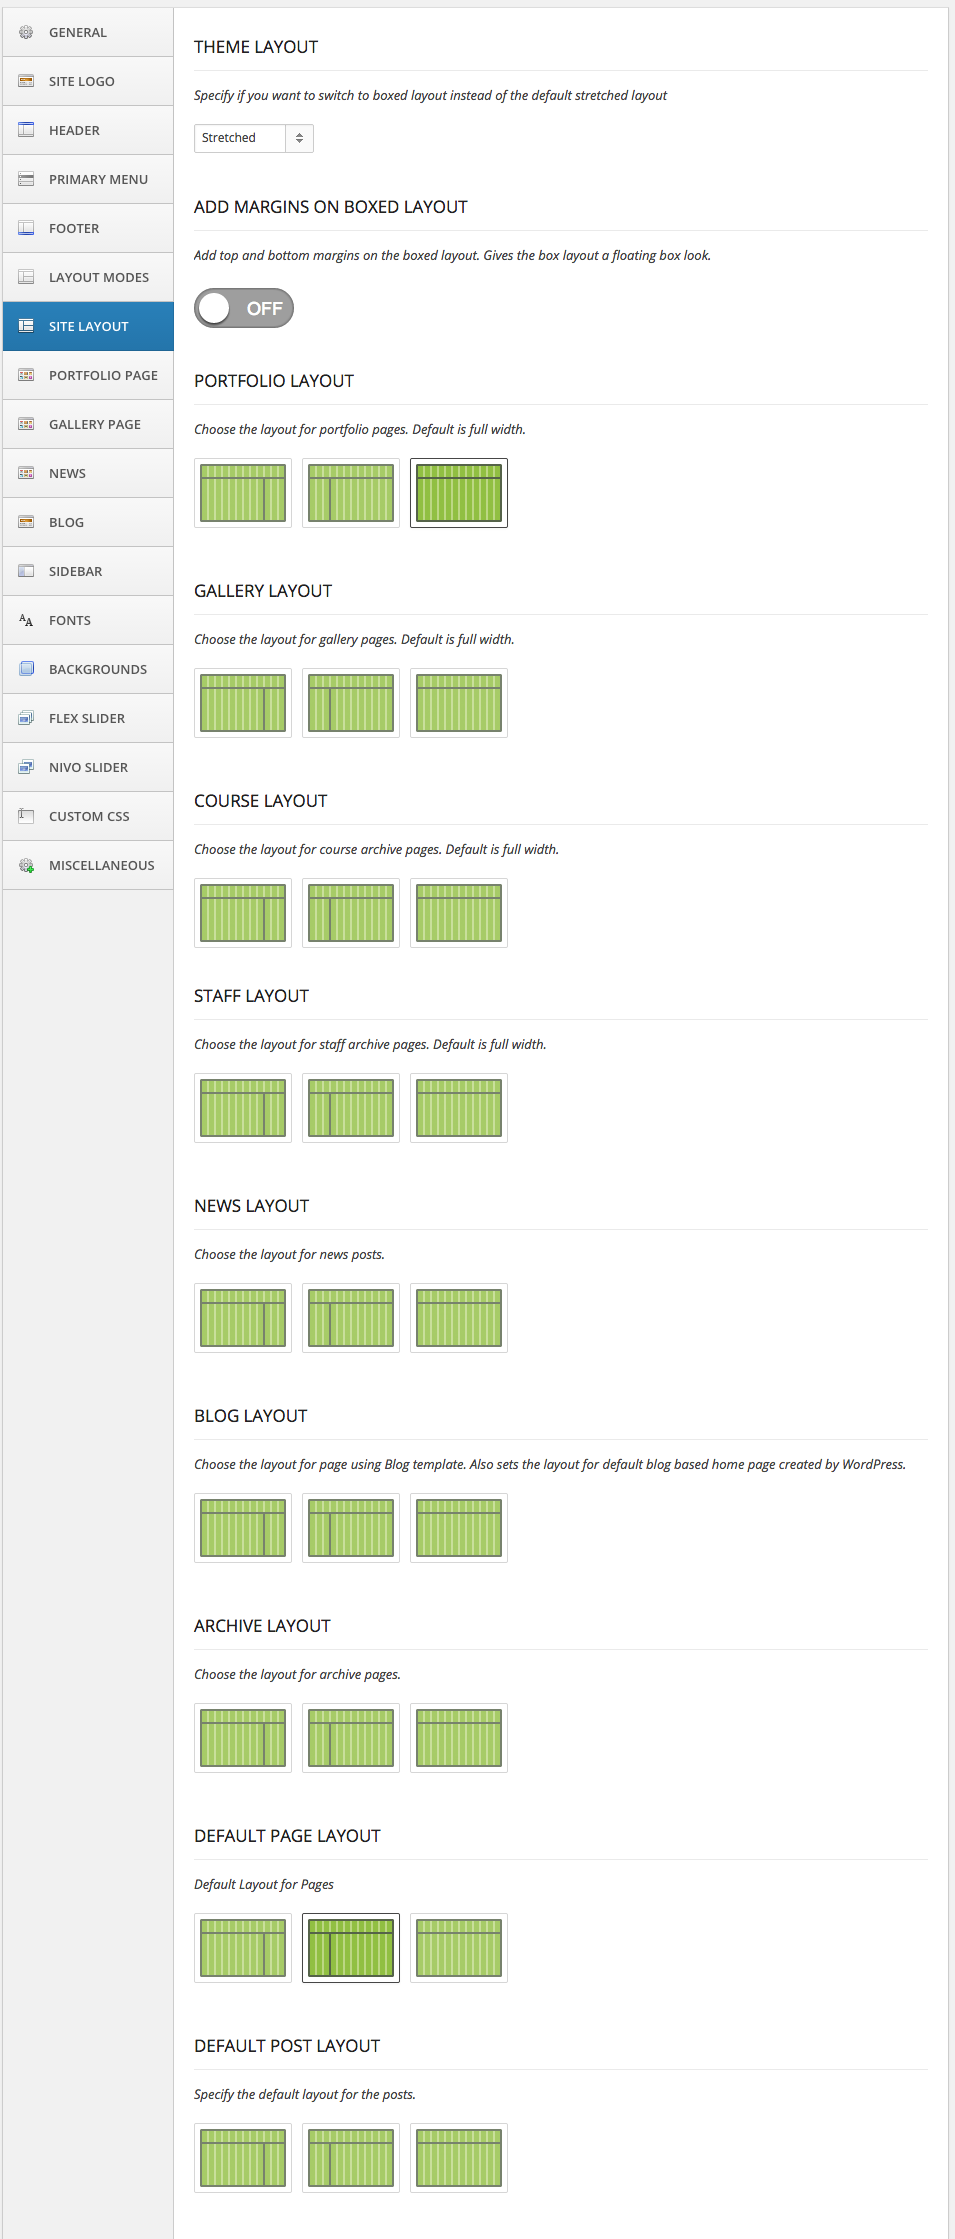 GENERAL
SITE LOGO
HEADER
PRIMARY MENU
FOOTER
LAYOUT MODES
SITE LAYOUT
PORTFOLIO PAGE
GALLERY PAGE
NEWS
BLOG
SIDEBAR
FONTS
BACKGROUNDS
FLEX SLIDER
NIVO SLIDER
CUSTOM CSS
MISCELLANEOUS
THEME LAYOUT
Specify if you want to switch to boxed layout instead of the default stretched layout
Stretched
ADD MARGINS ON BOXED LAYOUT
Add top and bottom margins on the boxed layout. Gives the box layout a floating box look.
OFF
PORTFOLIO LAYOUT
Choose the layout for portfolio pages. Default is full width.
GALLERY LAYOUT
Choose the layout for gallery pages. Default is full width.
COURSE LAYOUT
Choose the layout for course archive pages. Default is full width.
STAFF LAYOUT
Choose the layout for staff archive pages. Default is full width.
NEWS LAYOUT
Choose the layout for news posts.
BLOG LAYOUT
Choose the layout for page using Blog template. Also sets the layout for default blog based home page created by WordPress.
ARCHIVE LAYOUT
Choose the layout for archive pages.
DEFAULT PAGE LAYOUT
Default Layout for Pages
DEFAULT POST LAYOUT
Specify the default layout for the posts.